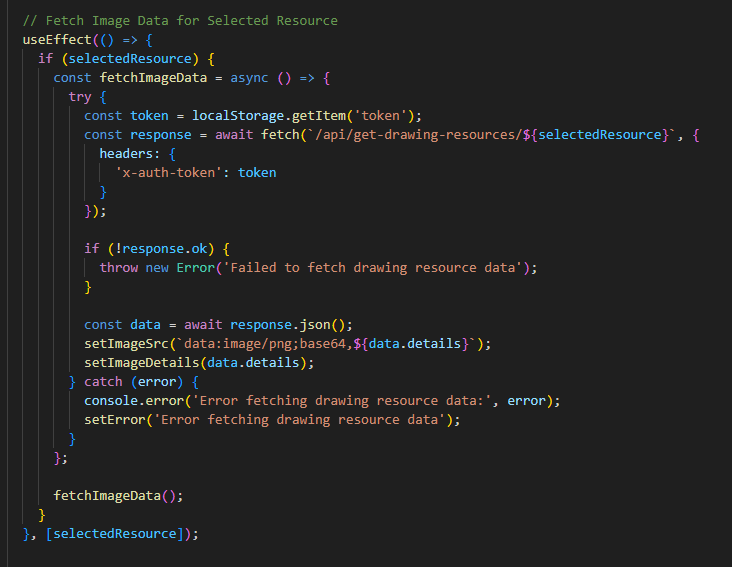 // Fetch Image Data for Selected Resource
useEffect(() => {
  if (selectedResource) {
    const fetchImageData = async () => {
      try {
        const token = localStorage.getItem('token');
        const response = await fetch(`/api/get-drawing-resources/${selectedResource}`, {
          headers: {
            'x-auth-token': token
          }
        });

        if (!response.ok) {
          throw new Error('Failed to fetch drawing resource data');
        }

        const data = await response.json();
        setImageSrc(`data:image/png;base64,${data.details}`);
        setImageDetails(data.details);
      } catch (error) {
        console.error('Error fetching drawing resource data:', error);
        setError('Error fetching drawing resource data');
      }
    };

    fetchImageData();
  }
}, [selectedResource]);